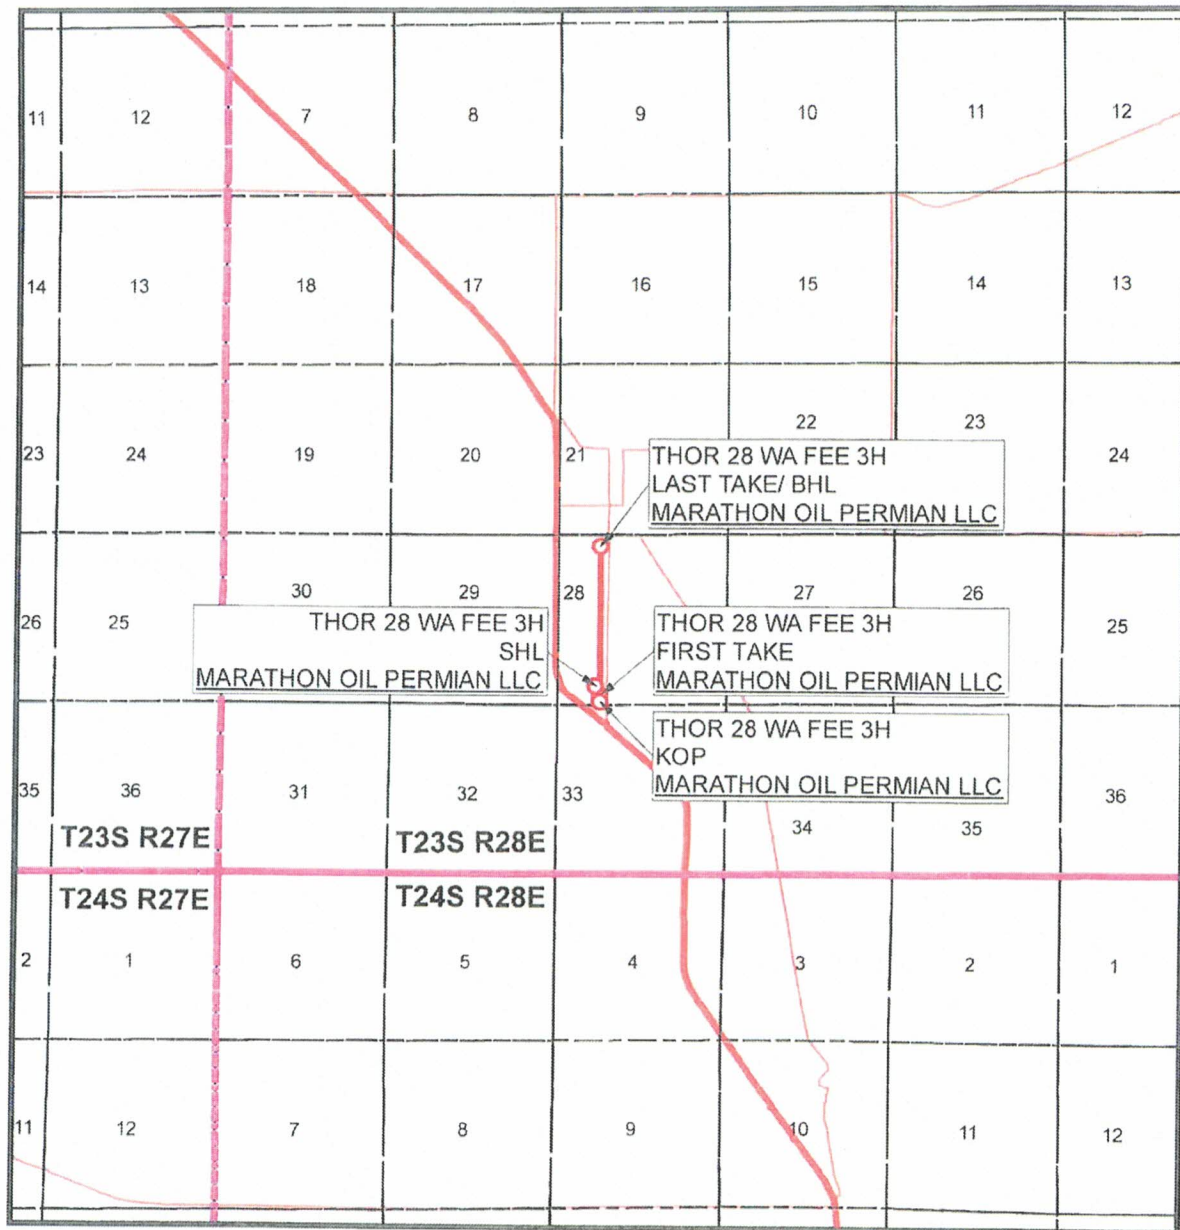 11 12 7 8 9 10 11 12
14 13 18 17 16 15 14 13
23 24 19 20 21 22 23 24
THOR 28 WA FEE 3H
LAST TAKE/ BHL
MARATHON OIL PERMIAN LLC
26 25 30 29 28 27 26 25
THOR 28 WA FEE 3H
SHL
MARATHON OIL PERMIAN LLC
THOR 28 WA FEE 3H
FIRST TAKE
MARATHON OIL PERMIAN LLC
THOR 28 WA FEE 3H
KOP
MARATHON OIL PERMIAN LLC
35 36 31 32 33 34 35 36
T23S R27E T23S R28E
T24S R27E T24S R28E
2 1 6 5 4 3 2 1
11 12 7 8 9 10 11 12